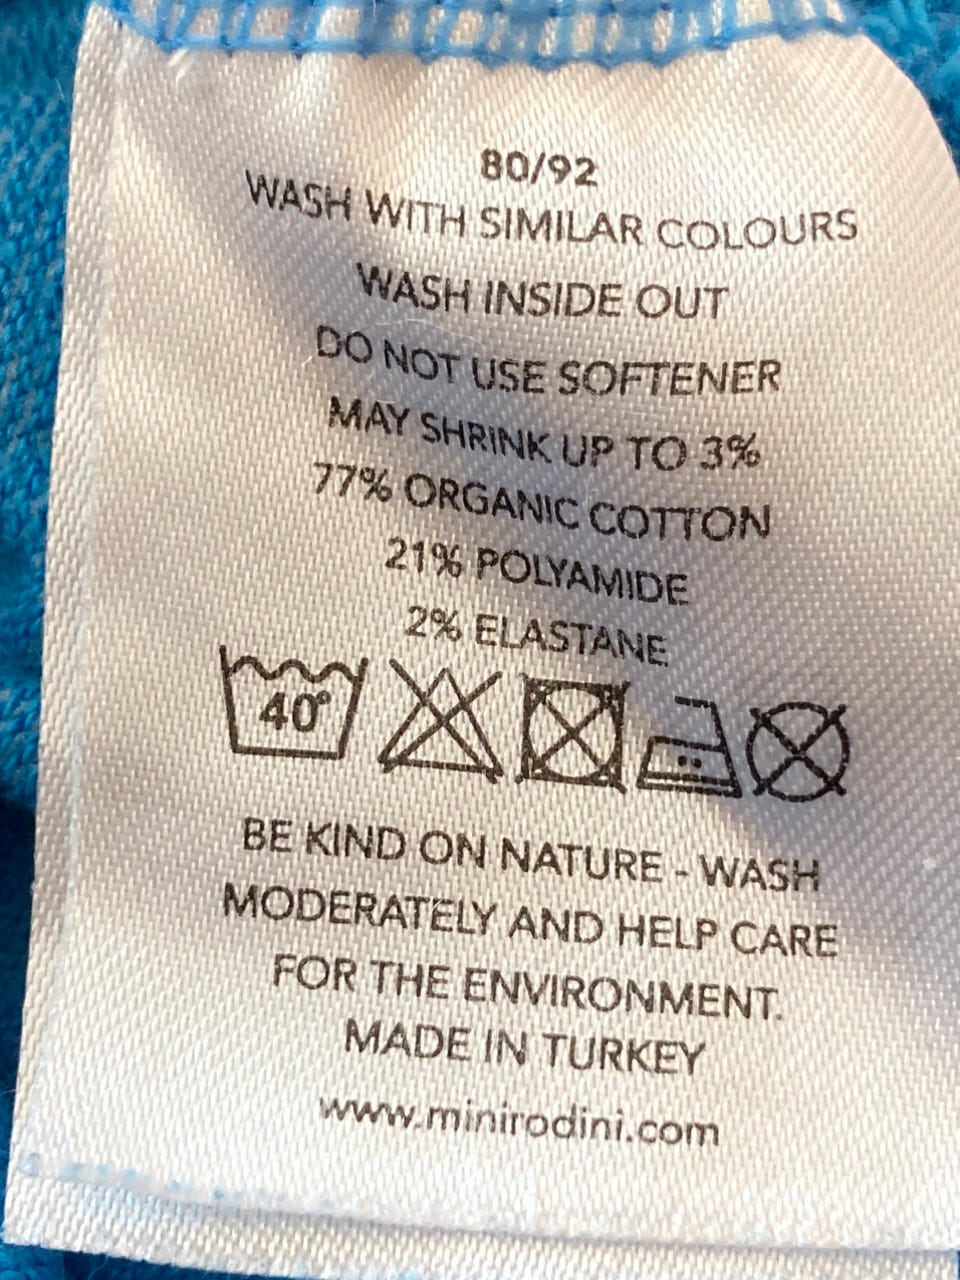 80/92
WASH WITH SIMILAR COLOURS
WASH INSIDE OUT
DO NOT USE SOFTENER
MAY SHRINK UP TO 3%
77% ORGANIC COTTON
21% POLYAMIDE
2% ELASTANE
40°
BE KIND ON NATURE - WASH
MODERATELY AND HELP CARE
FOR THE ENVIRONMENT.
MADE IN TURKEY
www.minirodini.com